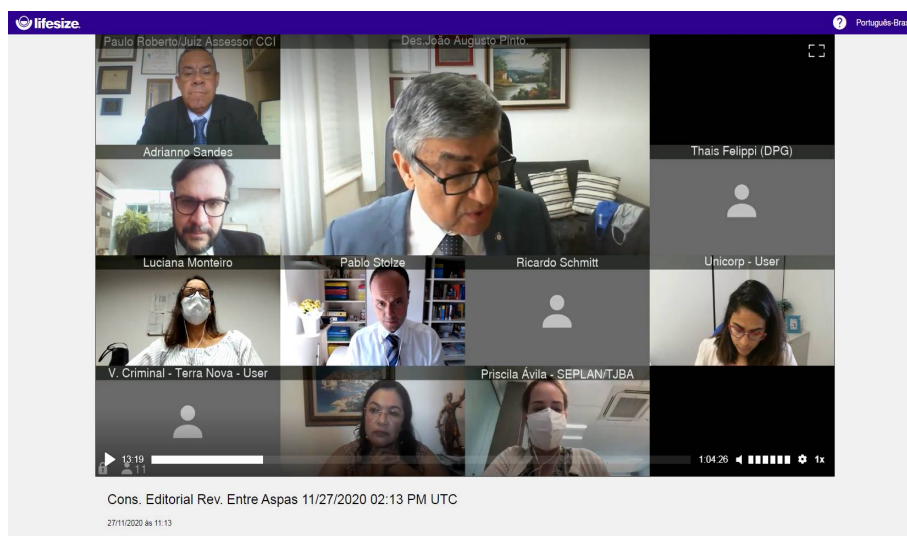 lifesize.
? Português-Bras
Paulo Roberto/Juiz Assessor CCI
Des.João Augusto Pinto.
Adrianno Sandes
Thais Felippi (DPG)
Luciana Monteiro
Pablo Stolze
Ricardo Schmitt
Unicorp - User
V. Criminal - Terra Nova - User
Priscila Ávila - SEPLAN/TJBA
13:19
1:04:26
1x
11
Cons. Editorial Rev. Entre Aspas 11/27/2020 02:13 PM UTC
27/11/2020 às 11:13